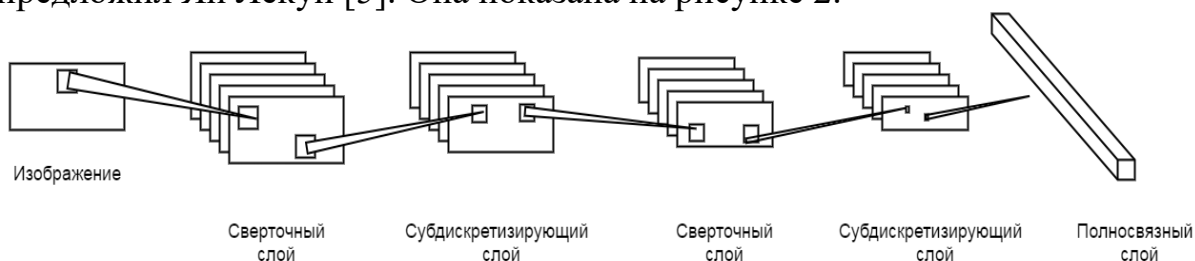 предложил Ян Лекун [5]. Она показана на рисунке 2.
Изображение
Сверточный
слой
Субдискретизирующий
слой
Сверточный
слой
Субдискретизирующий
слой
Полносвязный
слой